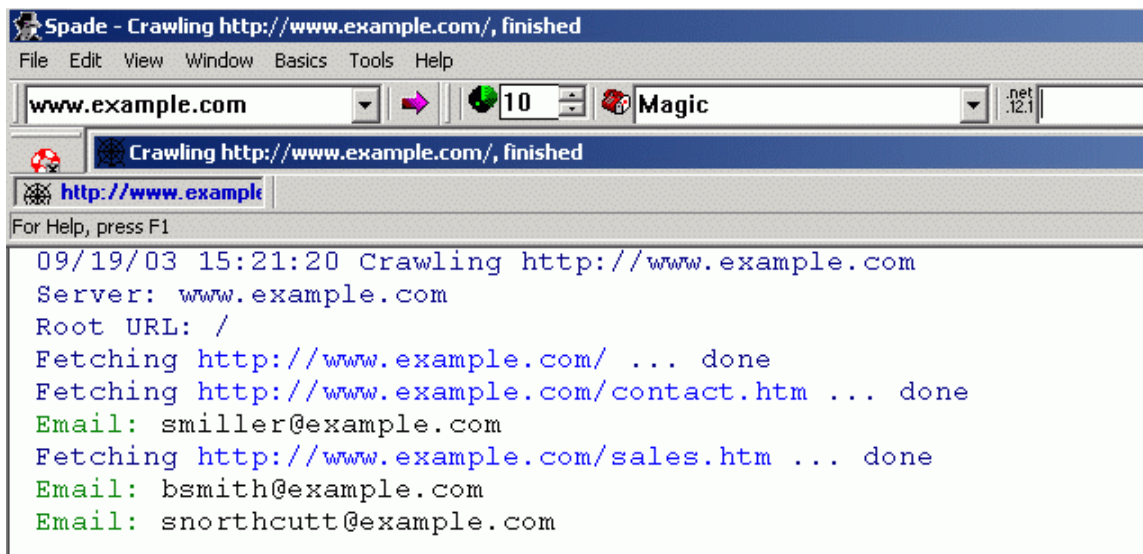 Spade - Crawling http://www.example.com/, finished
File Edit View Window Basics Tools Help
www.example.com 10 Magic .net .12.1
Crawling http://www.example.com/, finished
http://www.example
For Help, press F1
09/19/03 15:21:20 Crawling http://www.example.com
Server: www.example.com
Root URL: /
Fetching http://www.example.com/ ... done
Fetching http://www.example.com/contact.htm ... done
Email: smiller@example.com
Fetching http://www.example.com/sales.htm ... done
Email: bsmith@example.com
Email: snorthcutt@example.com